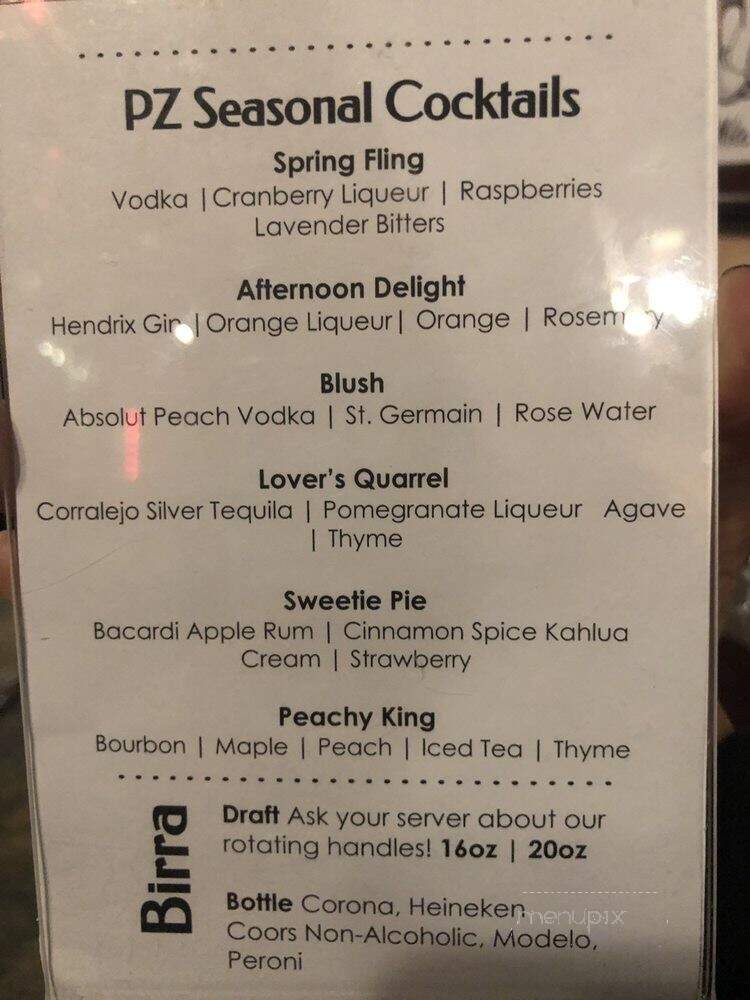 PZ Seasonal Cocktails
Spring Fling
Vodka | Cranberry Liqueur | Raspberries
Lavender Bitters
Afternoon Delight
Hendrix Gin | Orange Liqueur | Orange | Rosemary
Blush
Absolut Peach Vodka | St. Germain | Rose Water
Lover's Quarrel
Corralejo Silver Tequila | Pomegranate Liqueur Agave
| Thyme
Sweetie Pie
Bacardi Apple Rum | Cinnamon Spice Kahlua
Cream | Strawberry
Peachy King
Bourbon | Maple | Peach | Iced Tea | Thyme
Birra
Draft Ask your server about our
rotating handles! 16oz | 20oz
Bottle Corona, Heineken
Coors Non-Alcoholic, Modelo,
Peroni
menupix